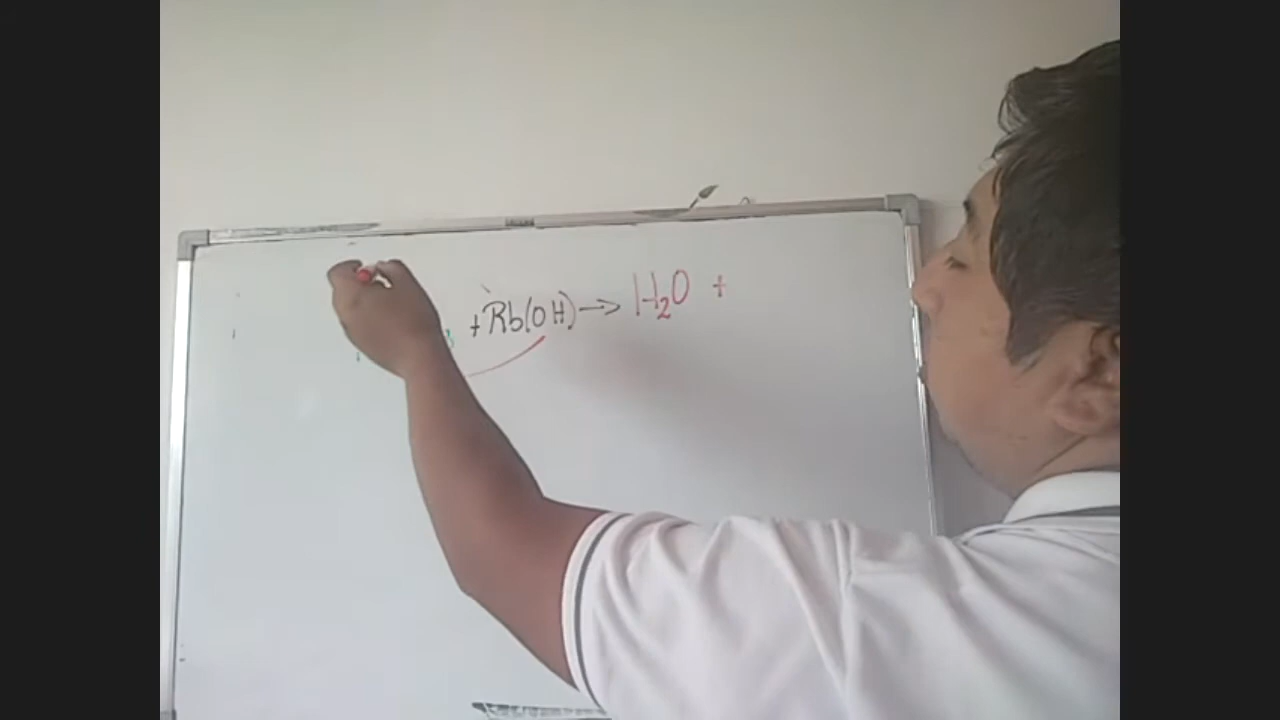 +Rb(OH)→ H₂O +